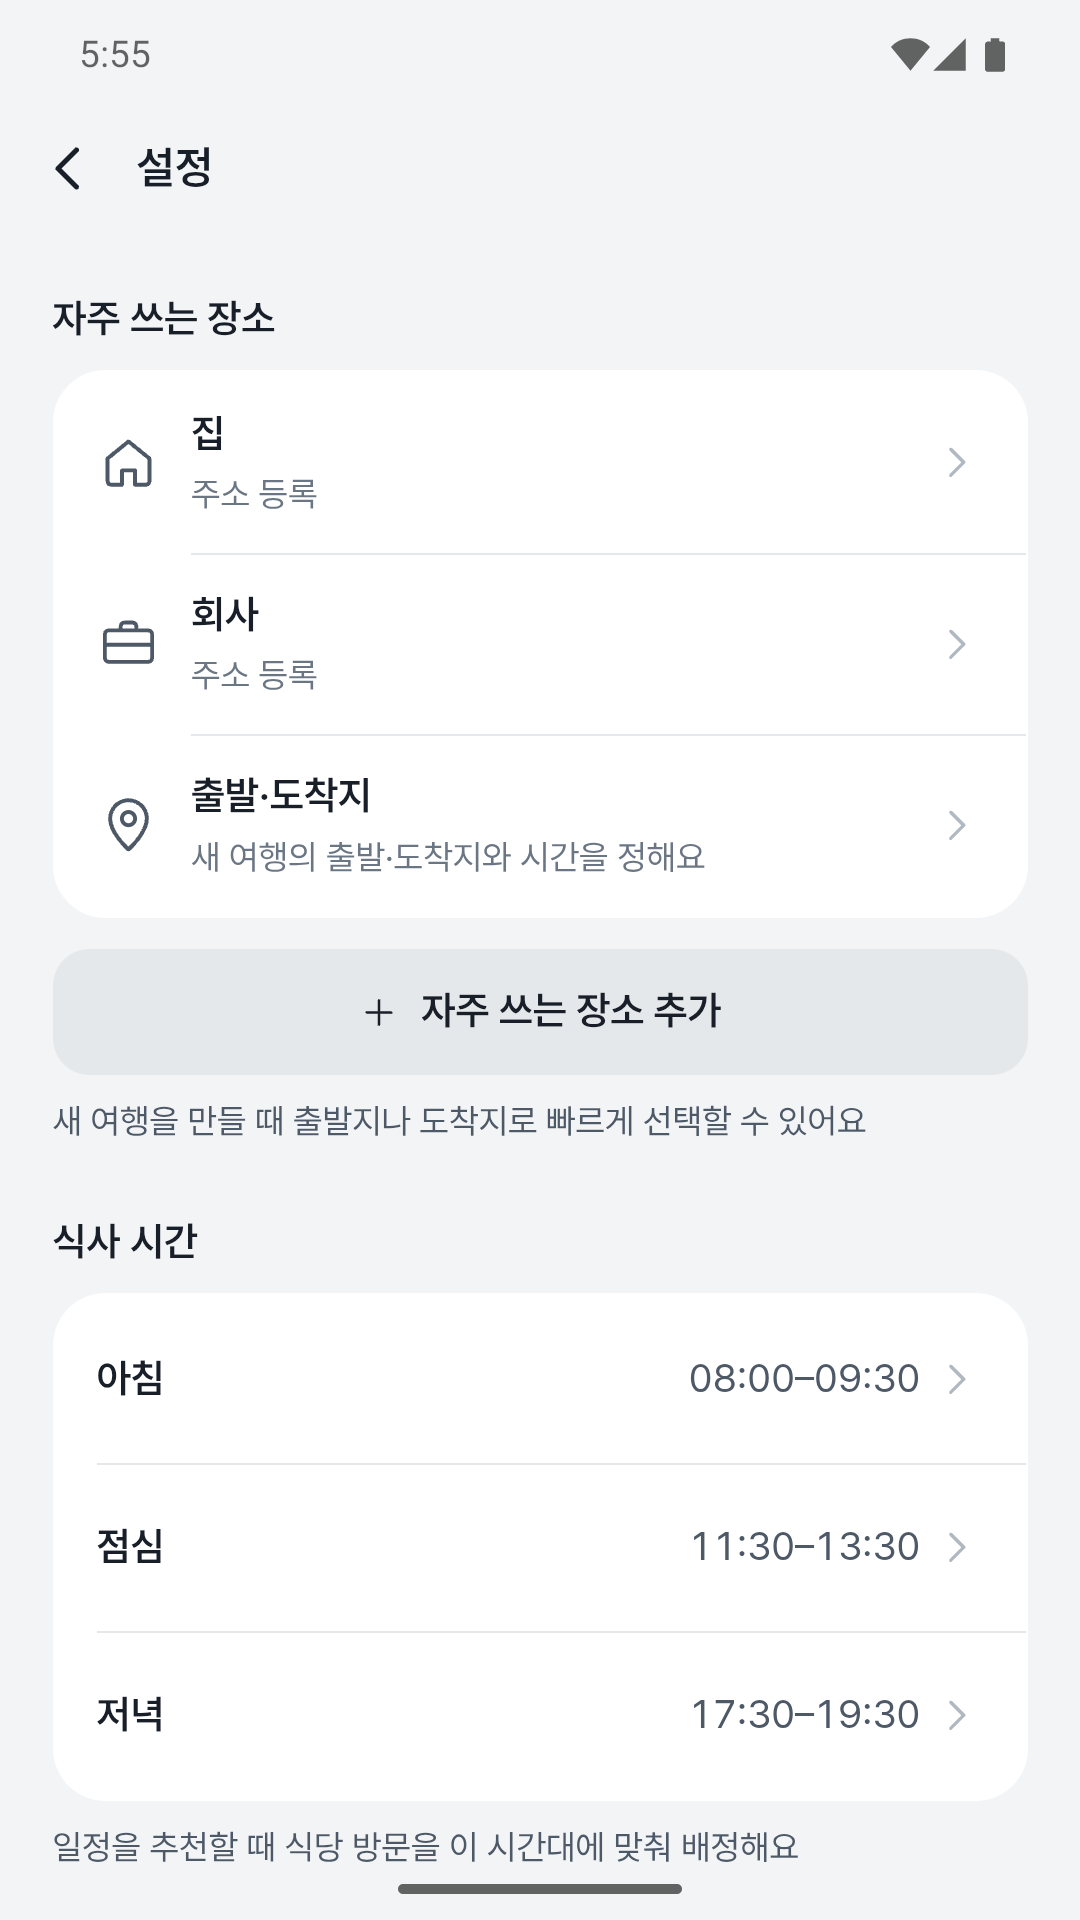 5:55
설정
자주 쓰는 장소
집
주소 등록
회사
주소 등록
출발·도착지
새 여행의 출발·도착지와 시간을 정해요
+ 자주 쓰는 장소 추가
새 여행을 만들 때 출발지나 도착지로 빠르게 선택할 수 있어요
식사 시간
아침 08:00–09:30
점심 11:30–13:30
저녁 17:30–19:30
일정을 추천할 때 식당 방문을 이 시간대에 맞춰 배정해요